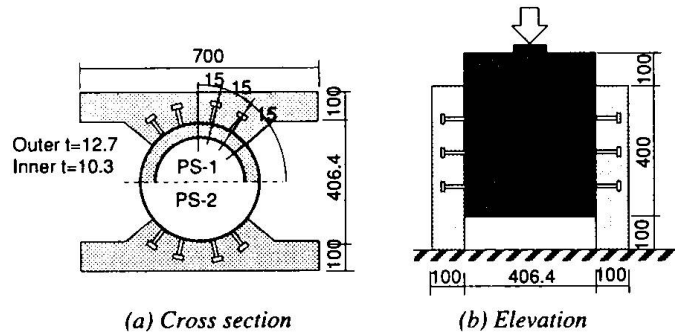 700
15
15
15
100
Outer t=12.7
Inner t=10.3
PS-1
PS-2
406.4
100
(a) Cross section
100
400
100
100
406.4
100
(b) Elevation